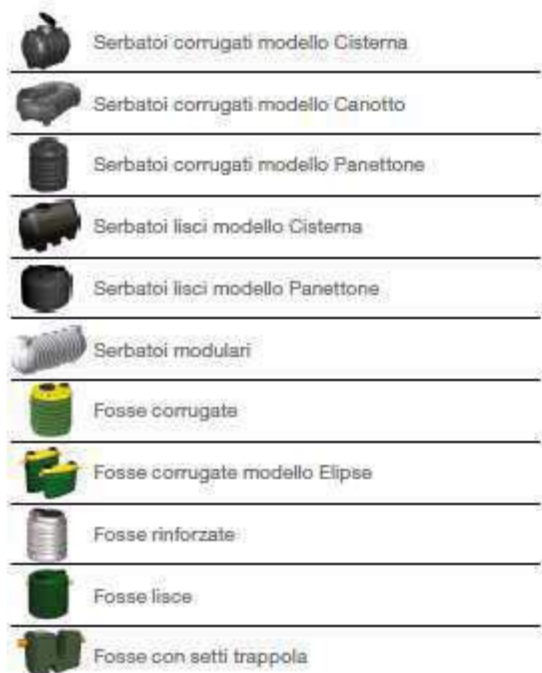 Serbatoi corrugati modello Cisterna
Serbatoi corrugati modello Canotto
Serbatoi corrugati modello Panettone
Serbatoi lisci modello Cisterna
Serbatoi lisci modello Panettone
Serbatoi modulari
Fosse corrugate
Fosse corrugate modello Elipse
Fosse rinforzate
Fosse lisce
Fosse con setti trappola